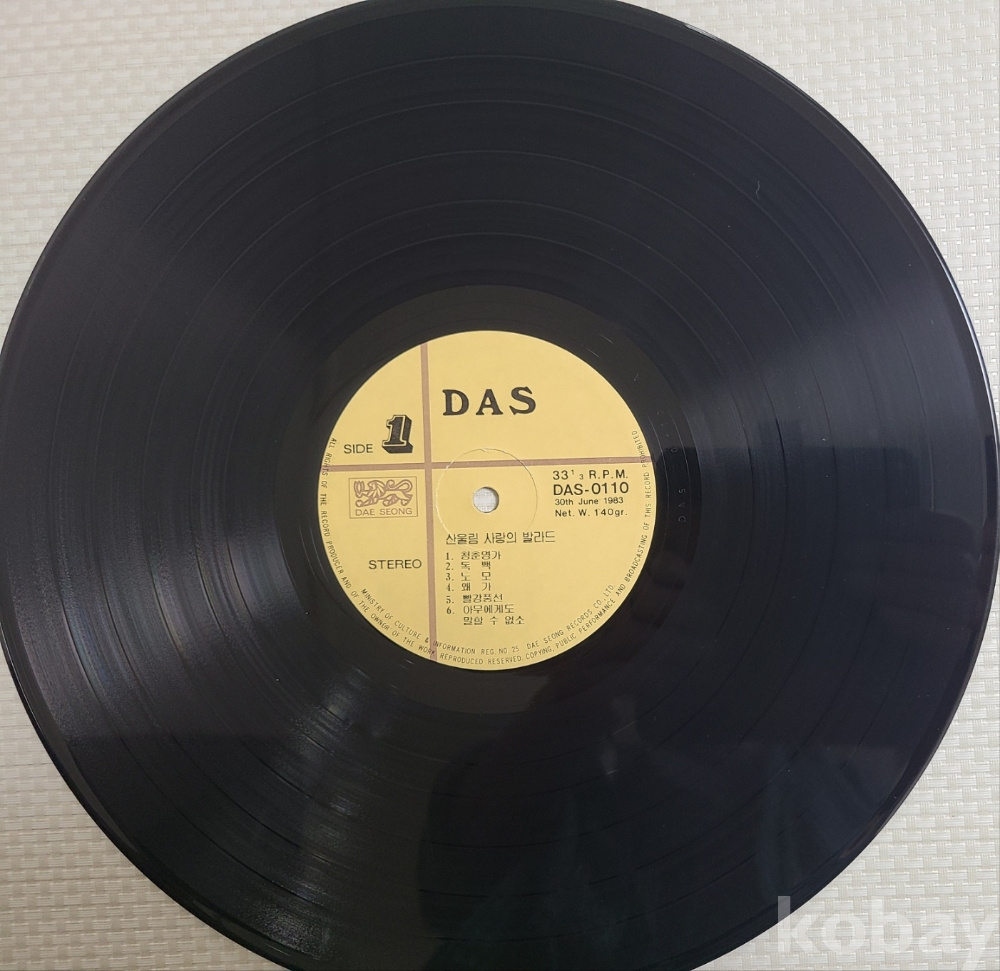 DAS
SIDE 1
33 1/3 R.P.M.
DAS-0110
30th June 1983
Net. W. 140gr.
DAE SEONG
STEREO
산울림 사랑의 발라드
1. 청춘영가
2. 독 백
3. 노 모
4. 왜 가
5. 빨강풍선
6. 아무에게도
말할 수 없소
ALL RIGHTS OF THE RECORD PRODUCER AND OF THE OWNER OF THE WORK REPRODUCED RESERVED. COPYING, PUBLIC PERFORMANCE AND BROADCASTING OF THIS RECORD PROHIBITED
MINISTRY OF CULTURE & INFORMATION REG. NO 25 DAE SEONG RECORDS CO. LTD.
DAS
kobay